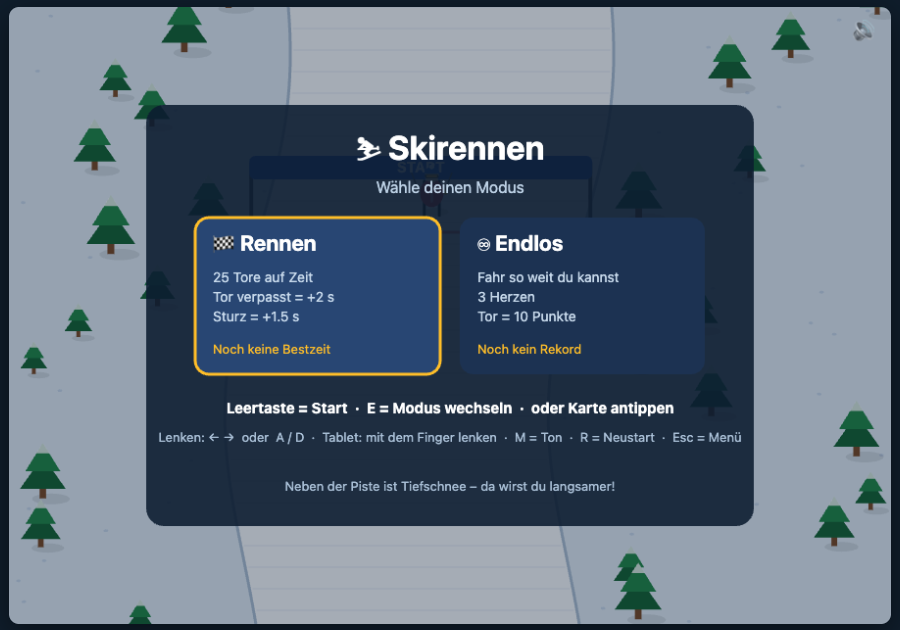 Skirennen
START
Wähle deinen Modus
Rennen
25 Tore auf Zeit
Tor verpasst = +2 s
Sturz = +1.5 s
Noch keine Bestzeit
Endlos
Fahr so weit du kannst
3 Herzen
Tor = 10 Punkte
Noch kein Rekord
Leertaste = Start · E = Modus wechseln · oder Karte antippen
Lenken: ← → oder A / D · Tablet: mit dem Finger lenken · M = Ton · R = Neustart · Esc = Menü
Neben der Piste ist Tiefschnee – da wirst du langsamer!